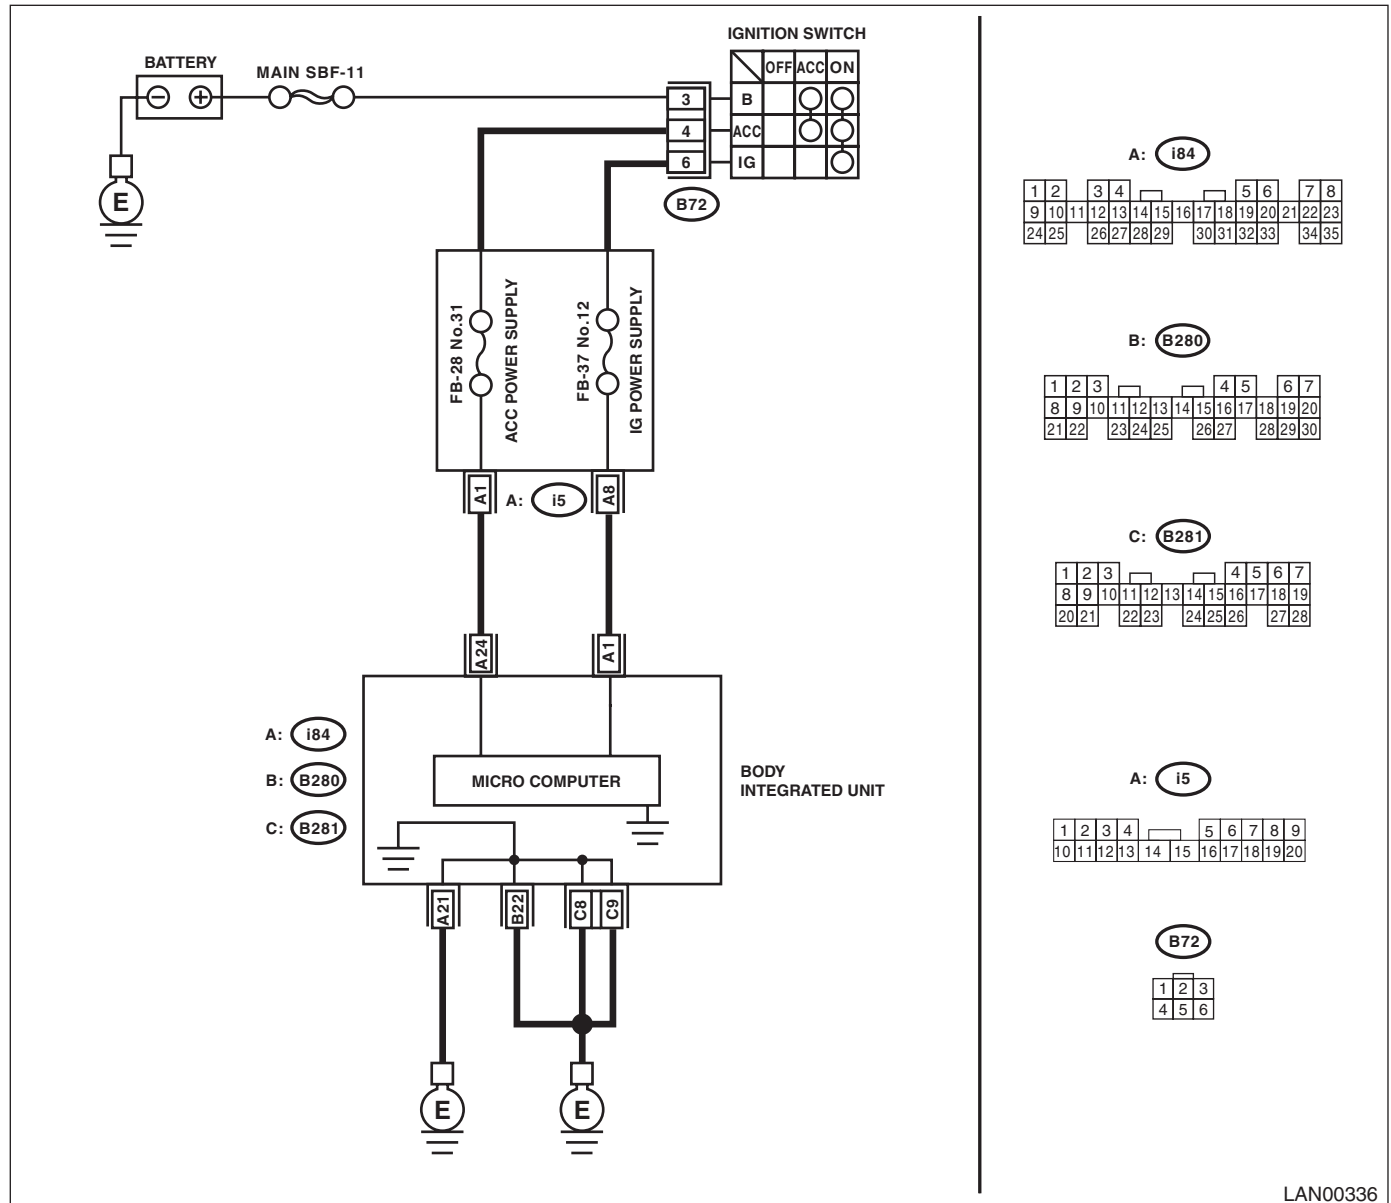 IGNITION SWITCH
BATTERY
MAIN SBF-11
OFF ACC ON
3 B
4 ACC
6 IG
B72
E
FB-28 No.31
ACC POWER SUPPLY
FB-37 No.12
IG POWER SUPPLY
A1 A: i5 A8
A24 A1
A: i84
B: B280
C: B281
MICRO COMPUTER
BODY
INTEGRATED UNIT
A21 B22 C8 C9
E E
A: i84
1 2 3 4 5 6 7 8
9 10 11 12 13 14 15 16 17 18 19 20 21 22 23
24 25 26 27 28 29 30 31 32 33 34 35
B: B280
1 2 3 4 5 6 7
8 9 10 11 12 13 14 15 16 17 18 19 20
21 22 23 24 25 26 27 28 29 30
C: B281
1 2 3 4 5 6 7
8 9 10 11 12 13 14 15 16 17 18 19
20 21 22 23 24 25 26 27 28
A: i5
1 2 3 4 5 6 7 8 9
10 11 12 13 14 15 16 17 18 19 20
B72
1 2 3
4 5 6
LAN00336